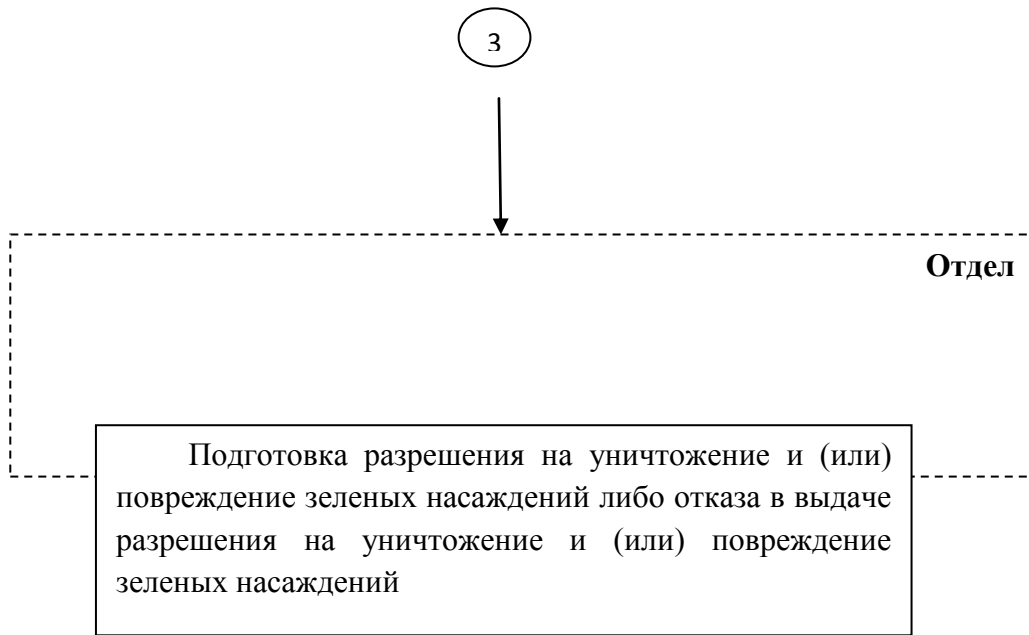 3
Отдел
Подготовка разрешения на уничтожение и (или)
повреждение зеленых насаждений либо отказа в выдаче
разрешения на уничтожение и (или) повреждение
зеленых насаждений